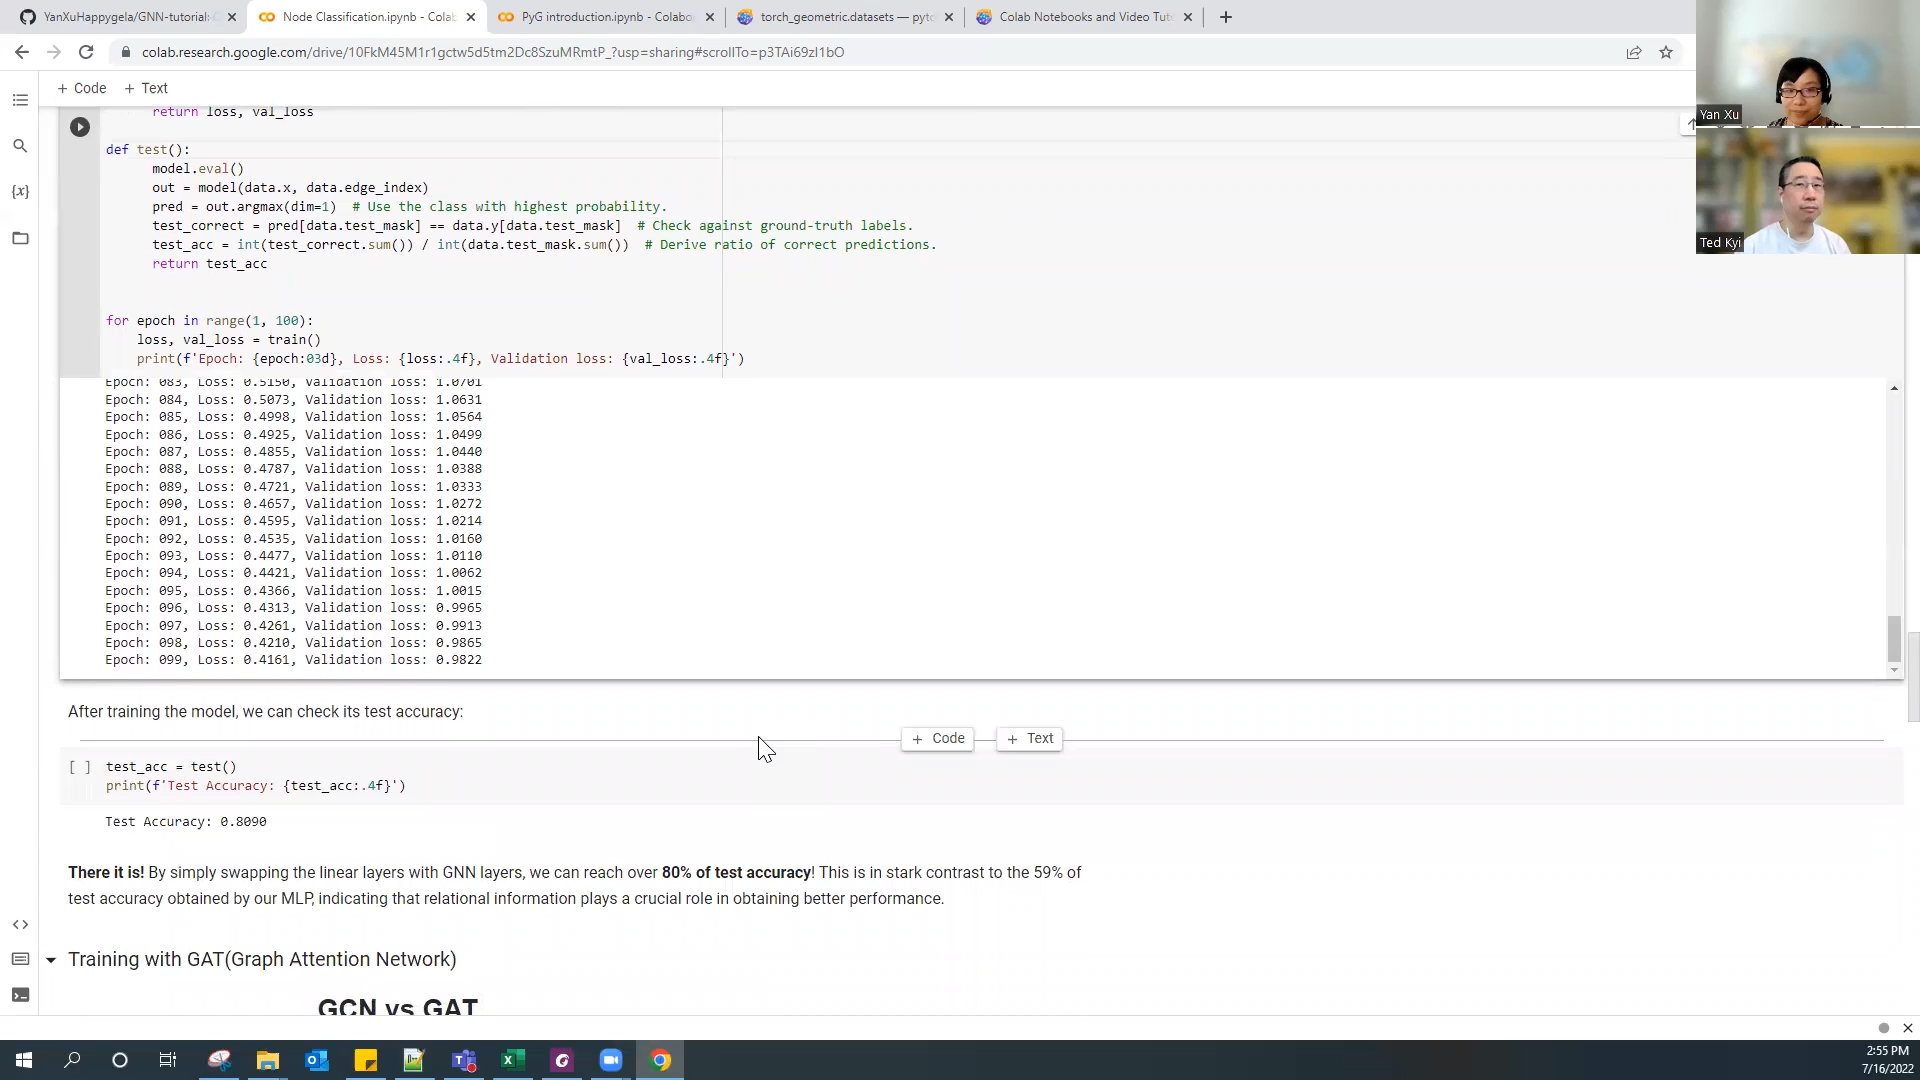 YanXuHappygela/GNN-tutorial
Node Classification.ipynb - Colab
PyG introduction.ipynb - Colabo
torch_geometric.datasets — pyt
Colab Notebooks and Video Tut
colab.research.google.com/drive/10FkM45M1r1gctw5d5tm2Dc8SzuMRmtP_?usp=sharing#scrollTo=p3TAi69zI1bO
+ Code + Text
return loss, val_loss
def test():
model.eval()
out = model(data.x, data.edge_index)
pred = out.argmax(dim=1)  # Use the class with highest probability.
test_correct = pred[data.test_mask] == data.y[data.test_mask]  # Check against ground-truth labels.
test_acc = int(test_correct.sum()) / int(data.test_mask.sum())  # Derive ratio of correct predictions.
return test_acc
for epoch in range(1, 100):
loss, val_loss = train()
print(f'Epoch: {epoch:03d}, Loss: {loss:.4f}, Validation loss: {val_loss:.4f}')
Epoch: 083, Loss: 0.5150, Validation loss: 1.0701
Epoch: 084, Loss: 0.5073, Validation loss: 1.0631
Epoch: 085, Loss: 0.4998, Validation loss: 1.0564
Epoch: 086, Loss: 0.4925, Validation loss: 1.0499
Epoch: 087, Loss: 0.4855, Validation loss: 1.0440
Epoch: 088, Loss: 0.4787, Validation loss: 1.0388
Epoch: 089, Loss: 0.4721, Validation loss: 1.0333
Epoch: 090, Loss: 0.4657, Validation loss: 1.0272
Epoch: 091, Loss: 0.4595, Validation loss: 1.0214
Epoch: 092, Loss: 0.4535, Validation loss: 1.0160
Epoch: 093, Loss: 0.4477, Validation loss: 1.0110
Epoch: 094, Loss: 0.4421, Validation loss: 1.0062
Epoch: 095, Loss: 0.4366, Validation loss: 1.0015
Epoch: 096, Loss: 0.4313, Validation loss: 0.9965
Epoch: 097, Loss: 0.4261, Validation loss: 0.9913
Epoch: 098, Loss: 0.4210, Validation loss: 0.9865
Epoch: 099, Loss: 0.4161, Validation loss: 0.9822
After training the model, we can check its test accuracy:
+ Code + Text
[ ] test_acc = test()
print(f'Test Accuracy: {test_acc:.4f}')
Test Accuracy: 0.8090
There it is! By simply swapping the linear layers with GNN layers, we can reach over 80% of test accuracy! This is in stark contrast to the 59% of
test accuracy obtained by our MLP, indicating that relational information plays a crucial role in obtaining better performance.
Training with GAT(Graph Attention Network)
GCN vs GAT
Yan Xu
Ted Kyi
2:55 PM
7/16/2022